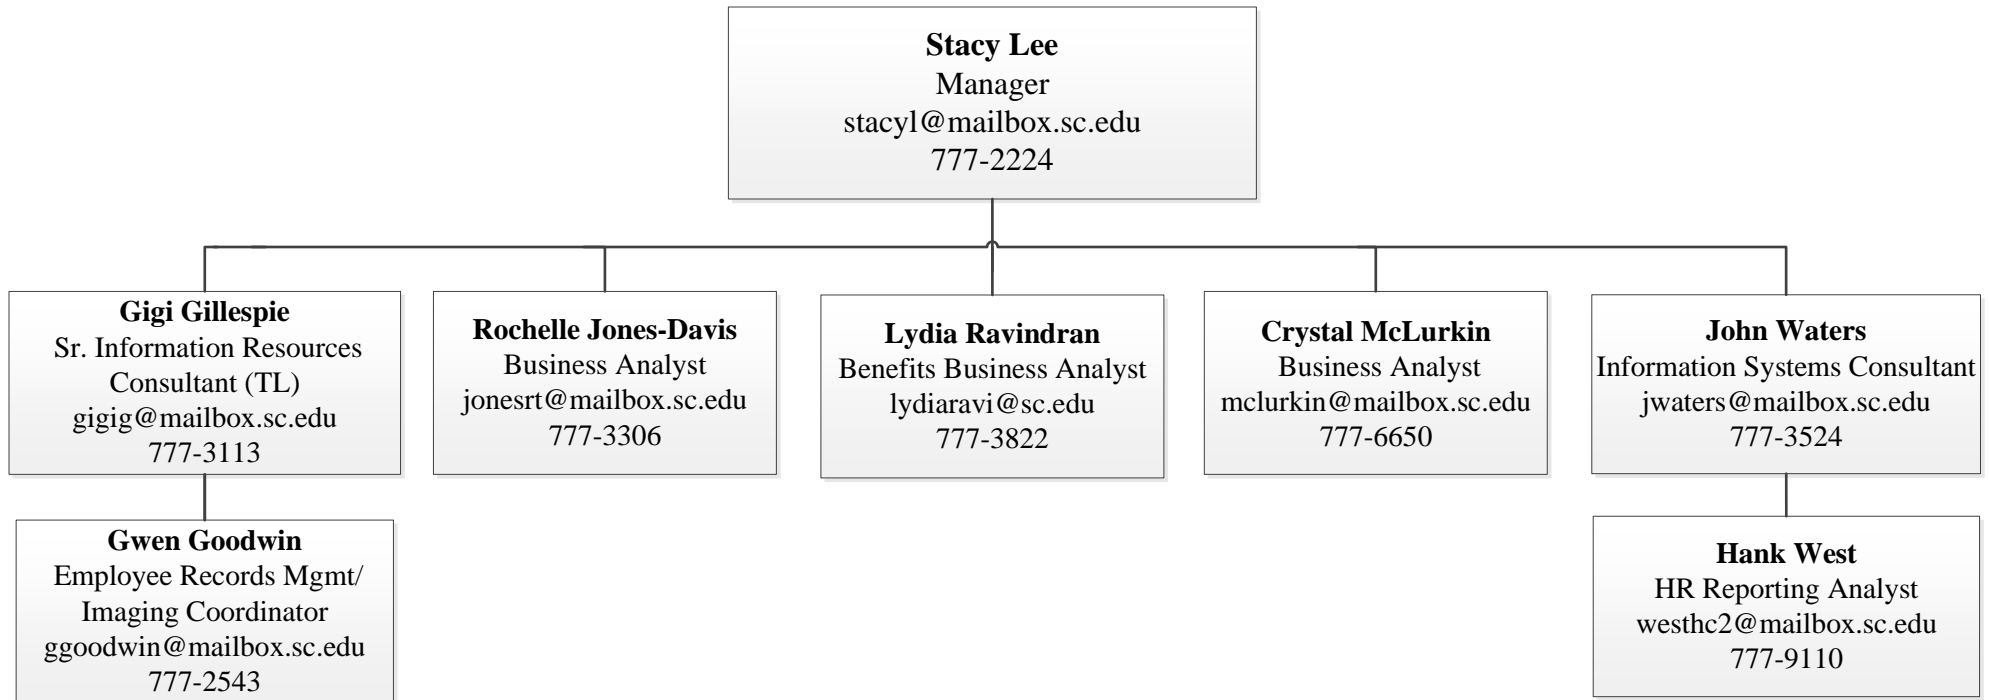 Stacy Lee
Manager
stacyl@mailbox.sc.edu
777-2224
Gigi Gillespie
Sr. Information Resources
Consultant (TL)
gigig@mailbox.sc.edu
777-3113
Rochelle Jones-Davis
Business Analyst
jonesrt@mailbox.sc.edu
777-3306
Lydia Ravindran
Benefits Business Analyst
lydiaravi@sc.edu
777-3822
Crystal McLurkin
Business Analyst
mclurkin@mailbox.sc.edu
777-6650
John Waters
Information Systems Consultant
jwaters@mailbox.sc.edu
777-3524
Gwen Goodwin
Employee Records Mgmt/
Imaging Coordinator
ggoodwin@mailbox.sc.edu
777-2543
Hank West
HR Reporting Analyst
westhc2@mailbox.sc.edu
777-9110